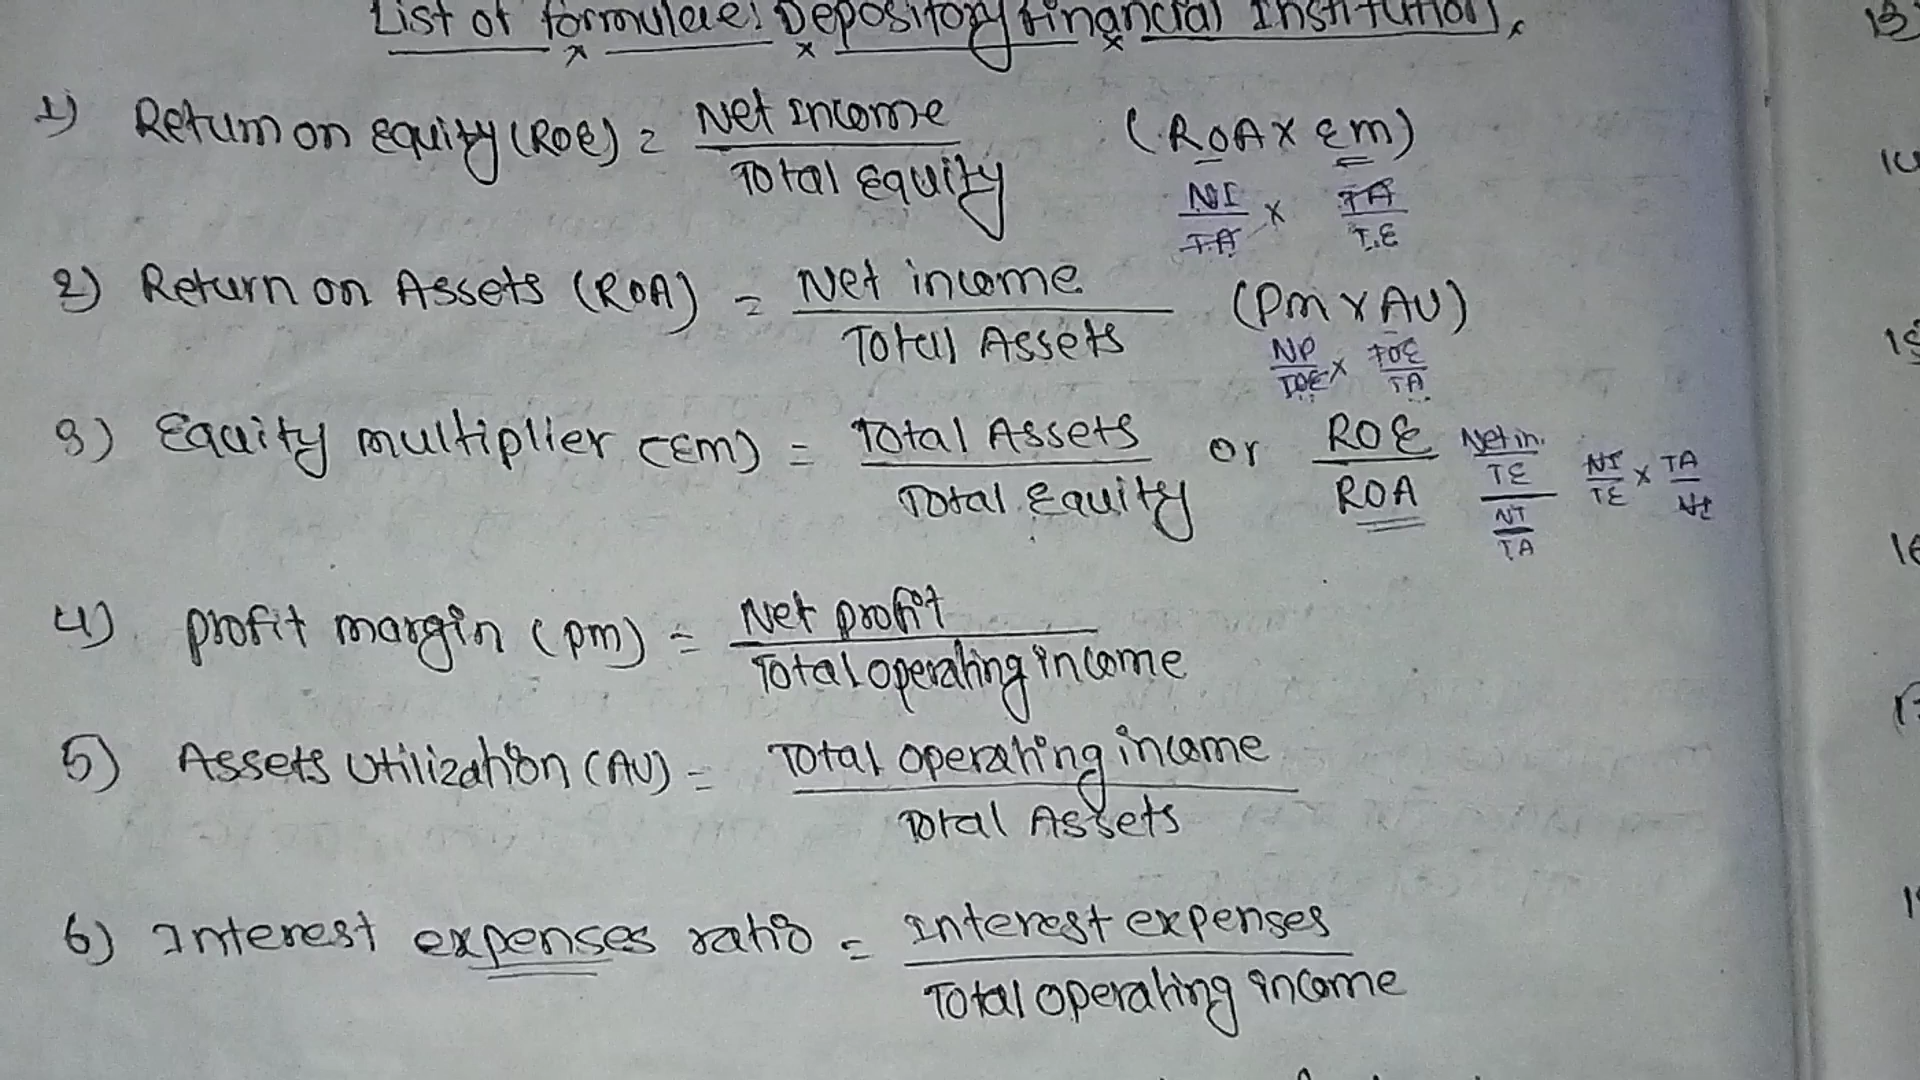 List of formulae: Depository Financial Institution
1) Return on Equity (ROE) = Net Income / Total Equity (ROA X EM)
NI / T.A X TA / T.E
2) Return on Assets (ROA) = Net income / Total Assets (PM X AU)
NP / TOE X TOE / TA
3) Equity multiplier (EM) = Total Assets / Total Equity or ROE / ROA Net in. / TE / NI / TA NI / TE X TA / NI
4) profit margin (pm) = Net profit / Total operating income
5) Assets Utilization (AU) = Total operating income / Total Assets
6) Interest expenses ratio = Interest expenses / Total operating income
13)